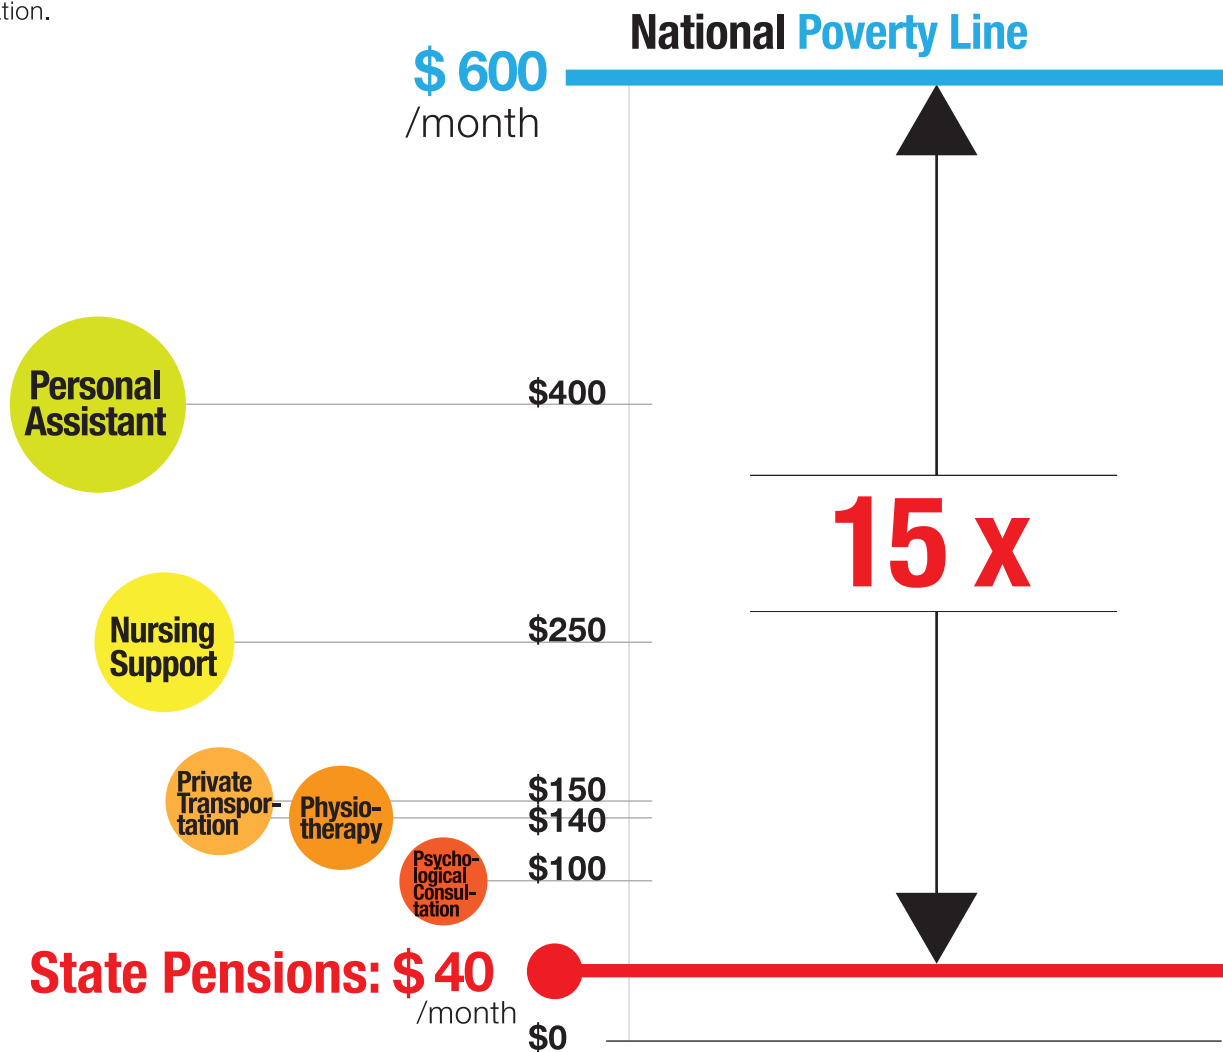 National Poverty Line
$ 600
/month
Personal
Assistant
$400
15 x
Nursing
Support
$250
Private
Transpor-
tation
$150
Physio-
therapy
$140
Psycho-
logical
Consul-
tation
$100
State Pensions: $ 40
/month
$0